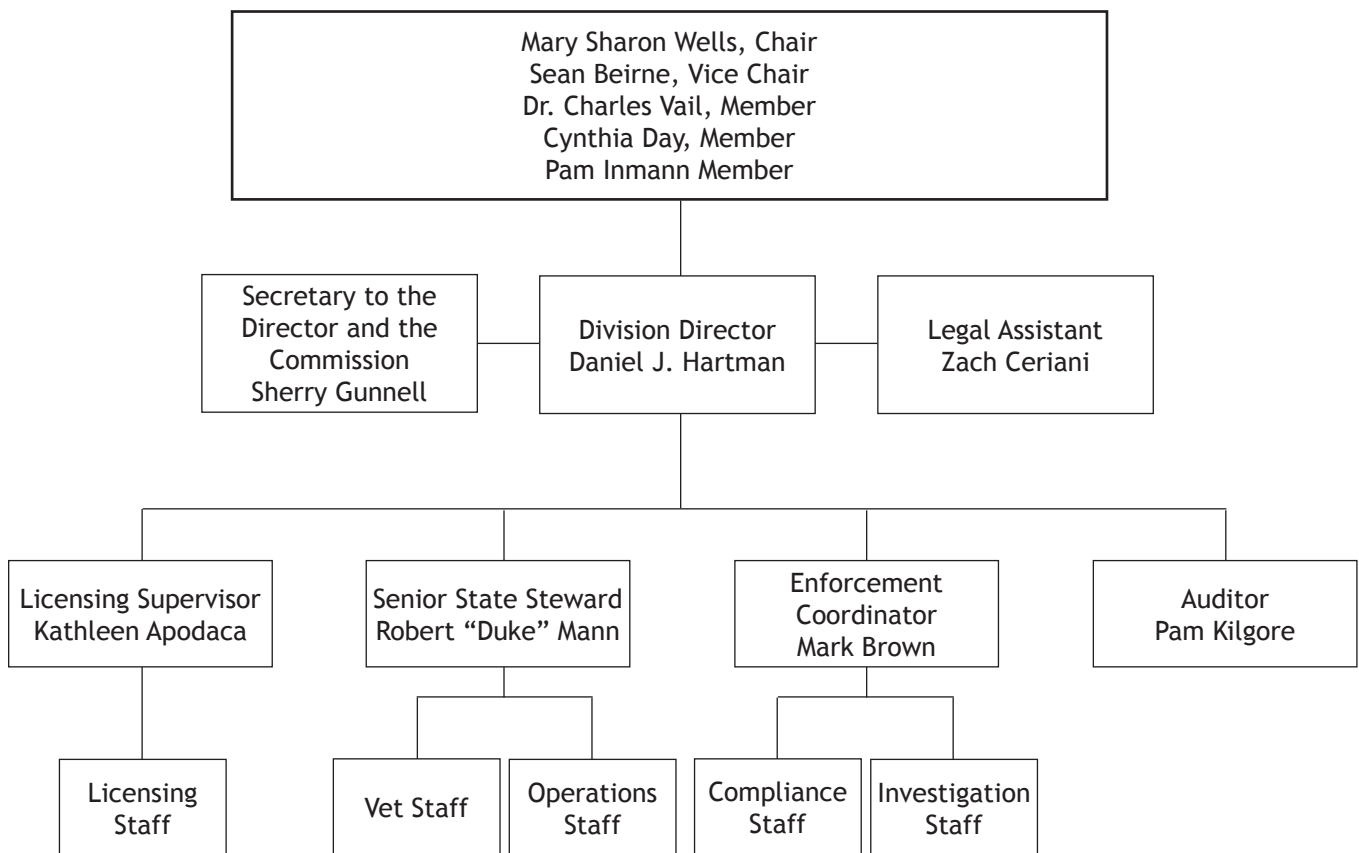 Mary Sharon Wells, Chair
Sean Beirne, Vice Chair
Dr. Charles Vail, Member
Cynthia Day, Member
Pam Inmann Member
Secretary to the
Director and the
Commission
Sherry Gunnell
Division Director
Daniel J. Hartman
Legal Assistant
Zach Ceriani
Licensing Supervisor
Kathleen Apodaca
Senior State Steward
Robert “Duke” Mann
Enforcement
Coordinator
Mark Brown
Auditor
Pam Kilgore
Licensing
Staff
Vet Staff
Operations
Staff
Compliance
Staff
Investigation
Staff